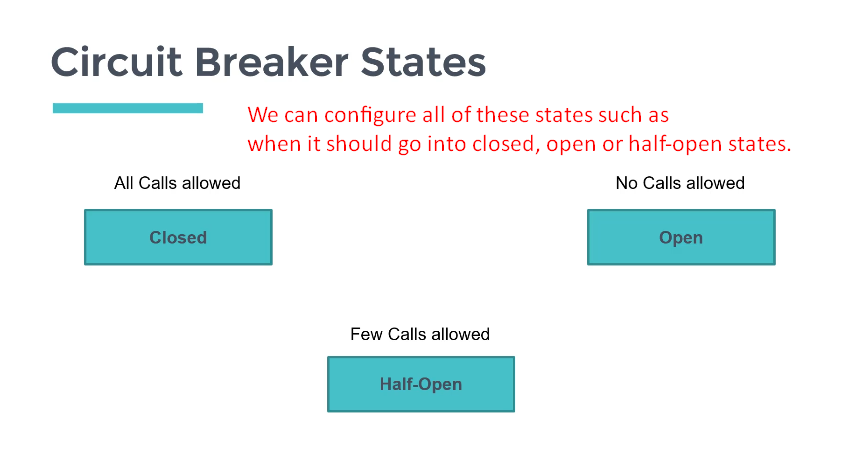 Circuit Breaker States
We can configure all of these states such as
when it should go into closed, open or half-open states.
All Calls allowed
No Calls allowed
Closed
Open
Few Calls allowed
Half-Open